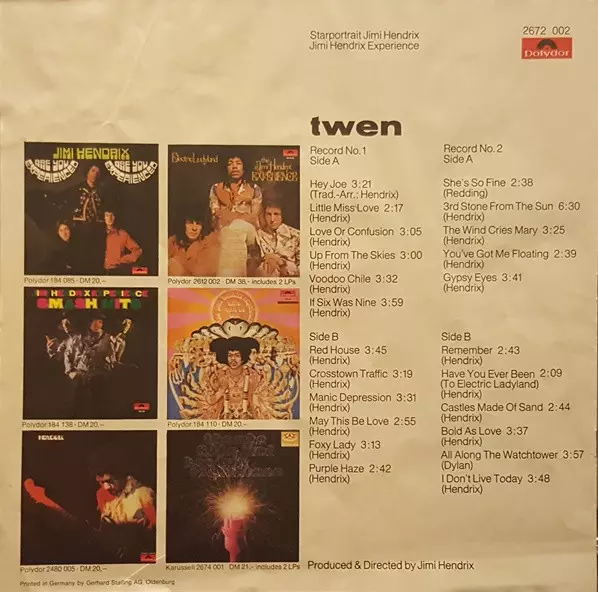 Starportrait Jimi Hendrix
Jimi Hendrix Experience
2672 002
Polydor
twen
Record No. 1
Side A
Hey Joe 3:21
(Trad.-Arr.: Hendrix)
Little Miss Love 2:17
(Hendrix)
Love Or Confusion 3:05
(Hendrix)
Up From The Skies 3:00
(Hendrix)
Voodoo Chile 3:32
(Hendrix)
If Six Was Nine 3:59
(Hendrix)
Side B
Red House 3:45
(Hendrix)
Crosstown Traffic 3:19
(Hendrix)
Manic Depression 3:31
(Hendrix)
May This Be Love 2:55
(Hendrix)
Foxy Lady 3:13
(Hendrix)
Purple Haze 2:42
(Hendrix)
Record No. 2
Side A
She's So Fine 2:38
(Redding)
3rd Stone From The Sun 6:30
(Hendrix)
The Wind Cries Mary 3:25
(Hendrix)
You've Got Me Floating 2:39
(Hendrix)
Gypsy Eyes 3:41
(Hendrix)
Side B
Remember 2:43
(Hendrix)
Have You Ever Been 2:09
(To Electric Ladyland) (Hendrix)
Castles Made Of Sand 2:44
(Hendrix)
Bold As Love 3:37
(Hendrix)
All Along The Watchtower 3:57
(Dylan)
I Don't Live Today 3:48
(Hendrix)
Produced & Directed by Jimi Hendrix
JIMI HENDRIX
ARE YOU EXPERIENCED
ARE YOU EXPERIENCED
Polydor 184 085 · DM 20,–
Electric Ladyland
the Jimi Hendrix
EXPERIENCE
Polydor 2612 002 · DM 38,- includes 2 LPs
JIMI HENDRIX EXPERIENCE
SMASH HITS
Polydor 184 138 · DM 20,–
Polydor 184 110 · DM 20,–
HENDRIX
Polydor 2480 005 · DM 20,–
Karussell 2674 001 · DM 21,- includes 2 LPs
Printed in Germany by Gerhard Stalling AG, Oldenburg